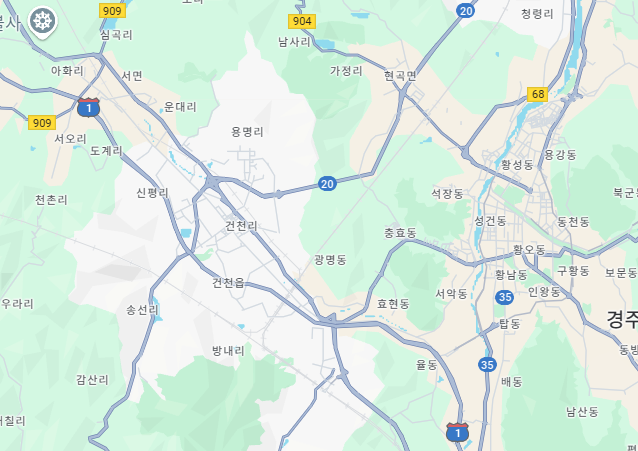 909
904
20
청령리
심곡리
남사리
아화리
서면
가정리
현곡면
68
1
운대리
909
용명리
서오리
도계리
황성동
용강동
신평리
20
석장동
북군
천촌리
성건동
동천동
건천리
충효동
황오동
광명동
황남동
구황동
보문동
건천읍
서악동
35
인왕동
우라리
송선리
효현동
탑동
경주
방내리
율동
35
동방
감산리
배동
남산동
1